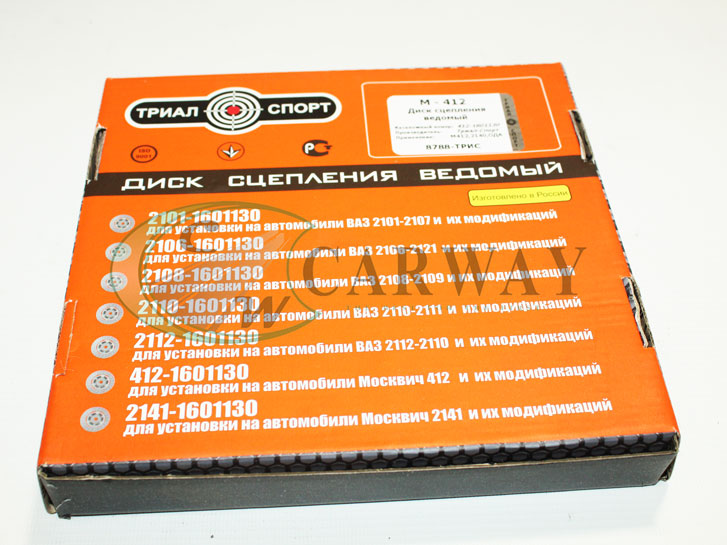 ТРИАЛ СПОРТ
ISO
9001
РСТ
М - 412
Диск сцепления
ведомый
8788-ТРИС
ДИСК СЦЕПЛЕНИЯ ВЕДОМЫЙ
Изготовлено в России
2101-1601130
для установки на автомобили ВАЗ 2101-2107 и их модификаций
2106-1601130
для установки на автомобили ВАЗ 2106-2121 и их модификаций
2108-1601130
для установки на автомобили ВАЗ 2108-2109 и их модификаций
2110-1601130
для установки на автомобили ВАЗ 2110-2111 и их модификаций
2112-1601130
для установки на автомобили ВАЗ 2112-2110 и их модификаций
412-1601130
для установки на автомобили Москвич 412 и их модификаций
2141-1601130
для установки на автомобили Москвич 2141 и их модификаций
CW CARWAY